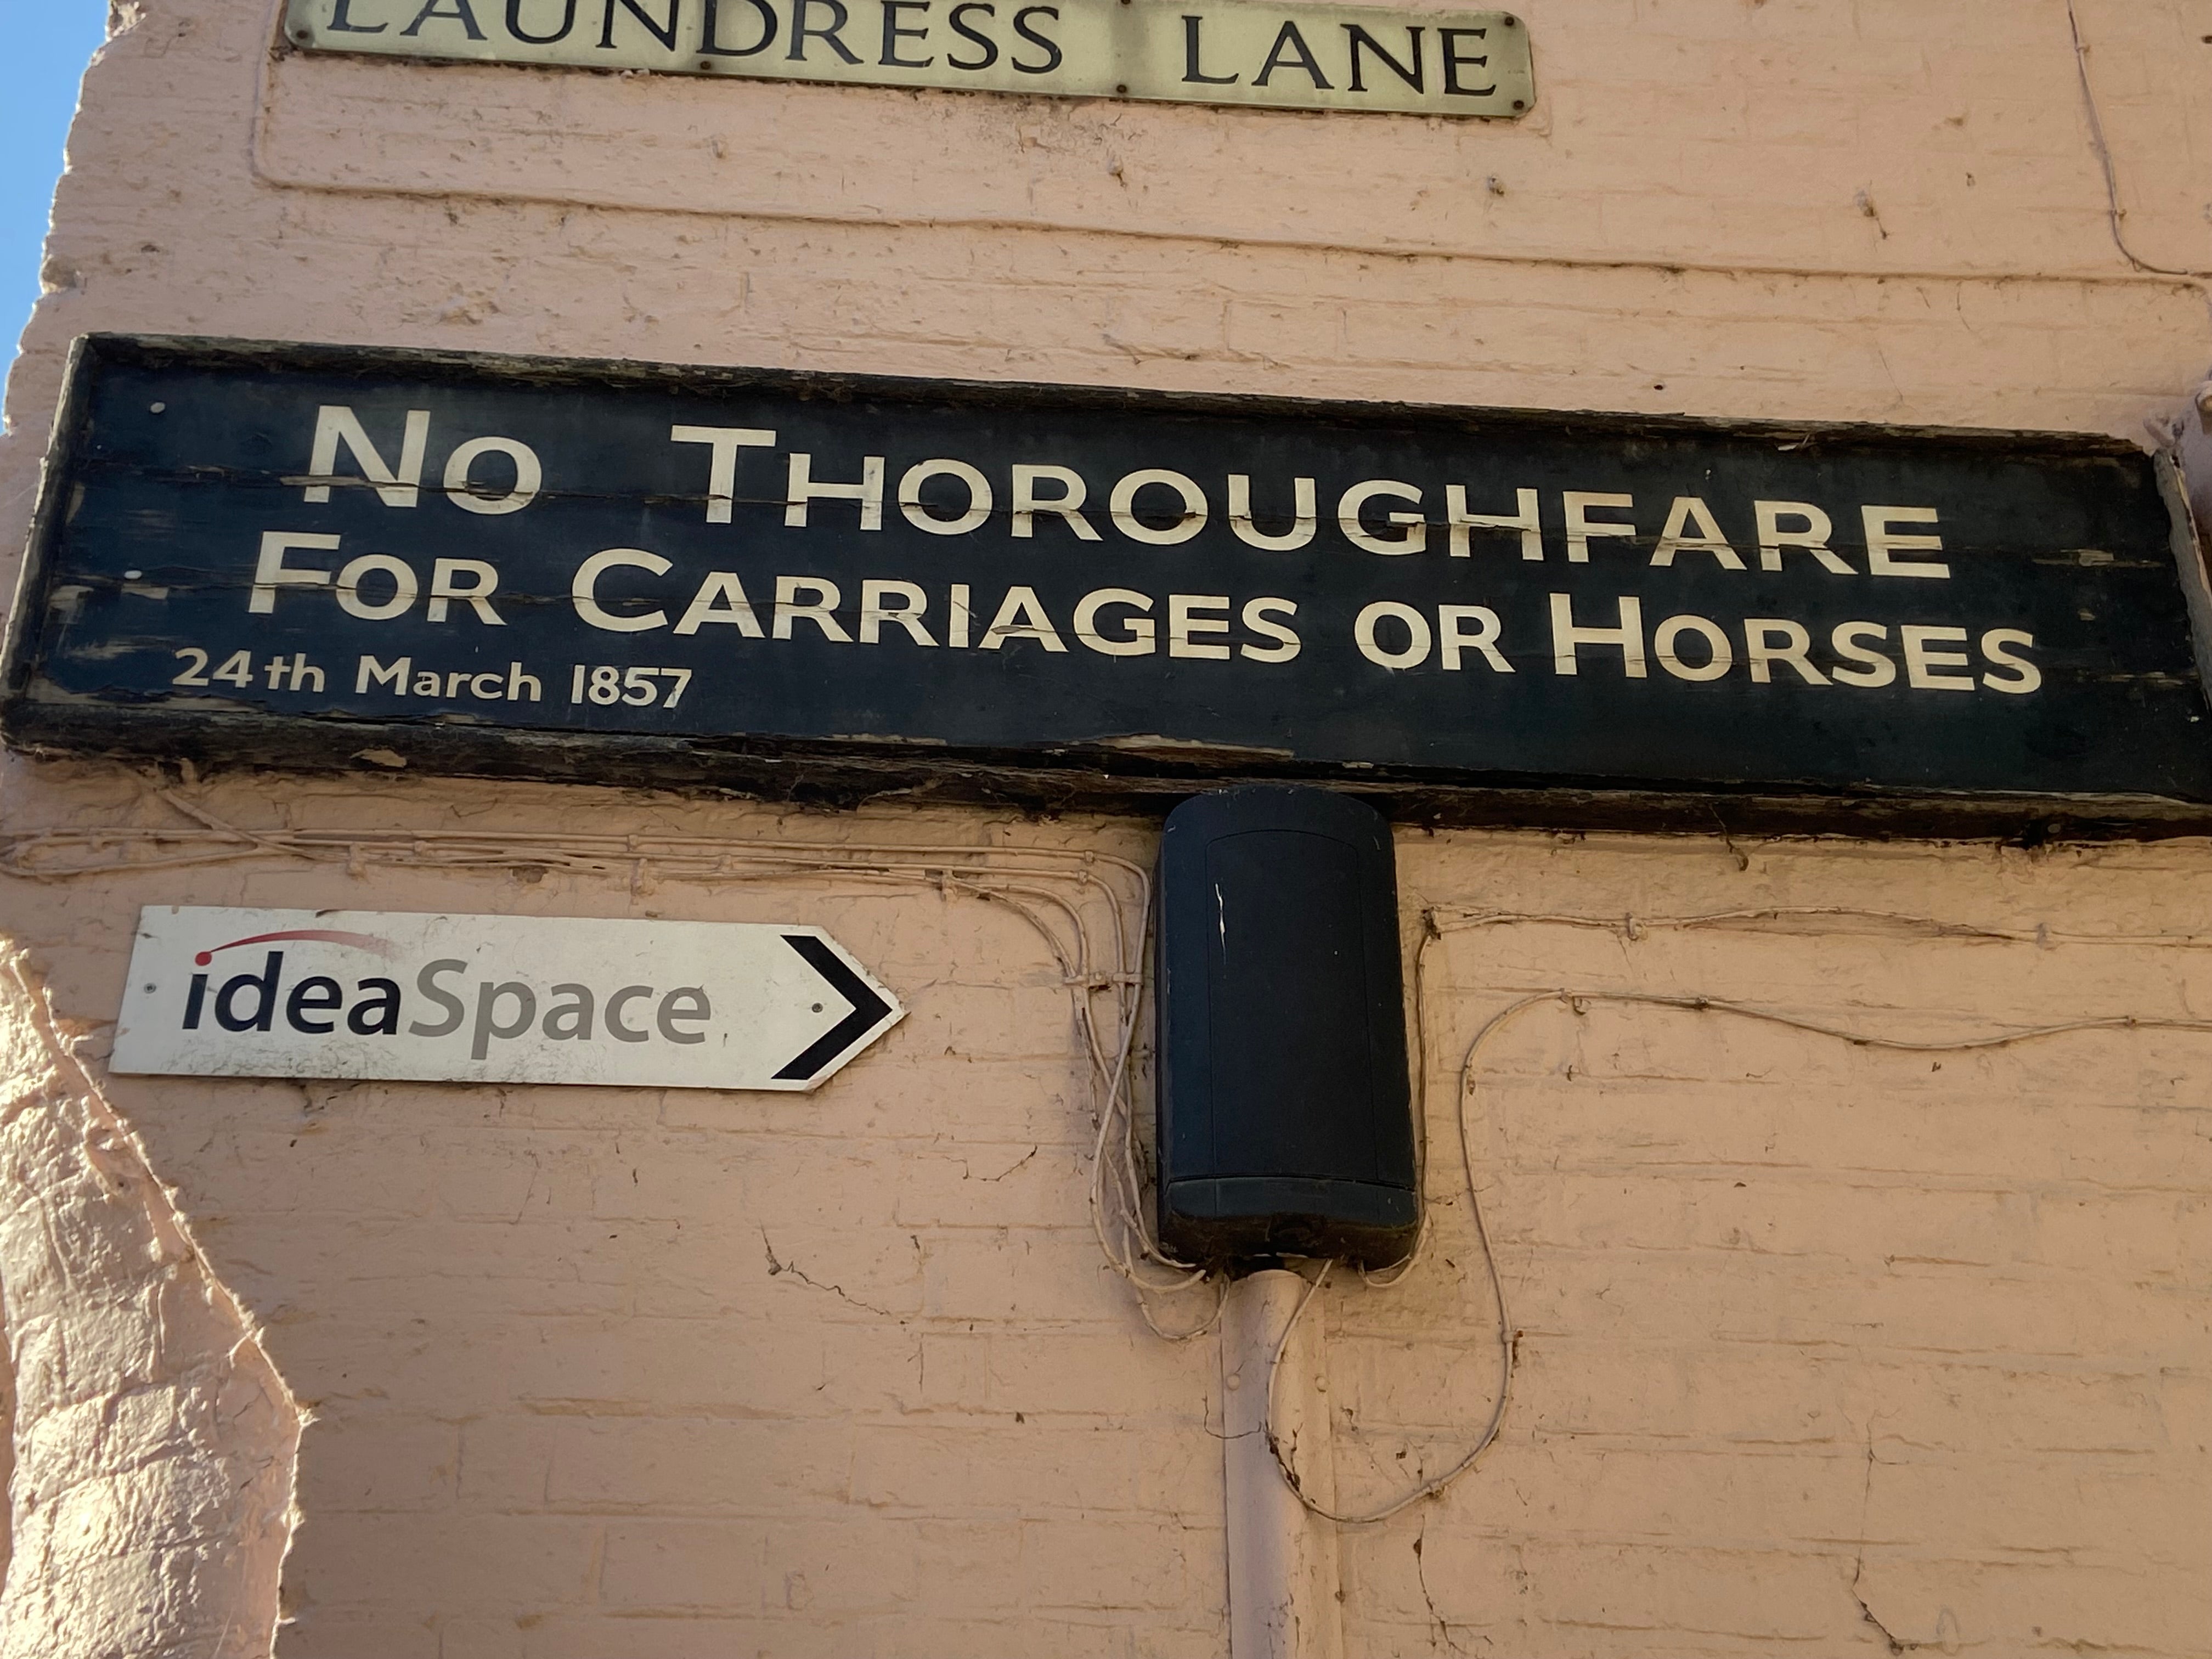 LAUNDRESS LANE
No THOROUGHFARE
FOR CARRIAGES OR HORSES
24th March 1857
ideaSpace